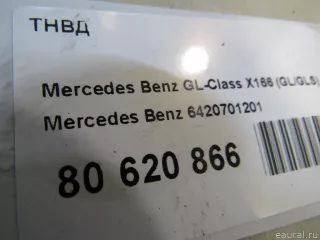 ТНВД
Mercedes Benz GL-Class X166 (GL/GLS)
Mercedes Benz 6420701201
80 620 866
eaural.ru